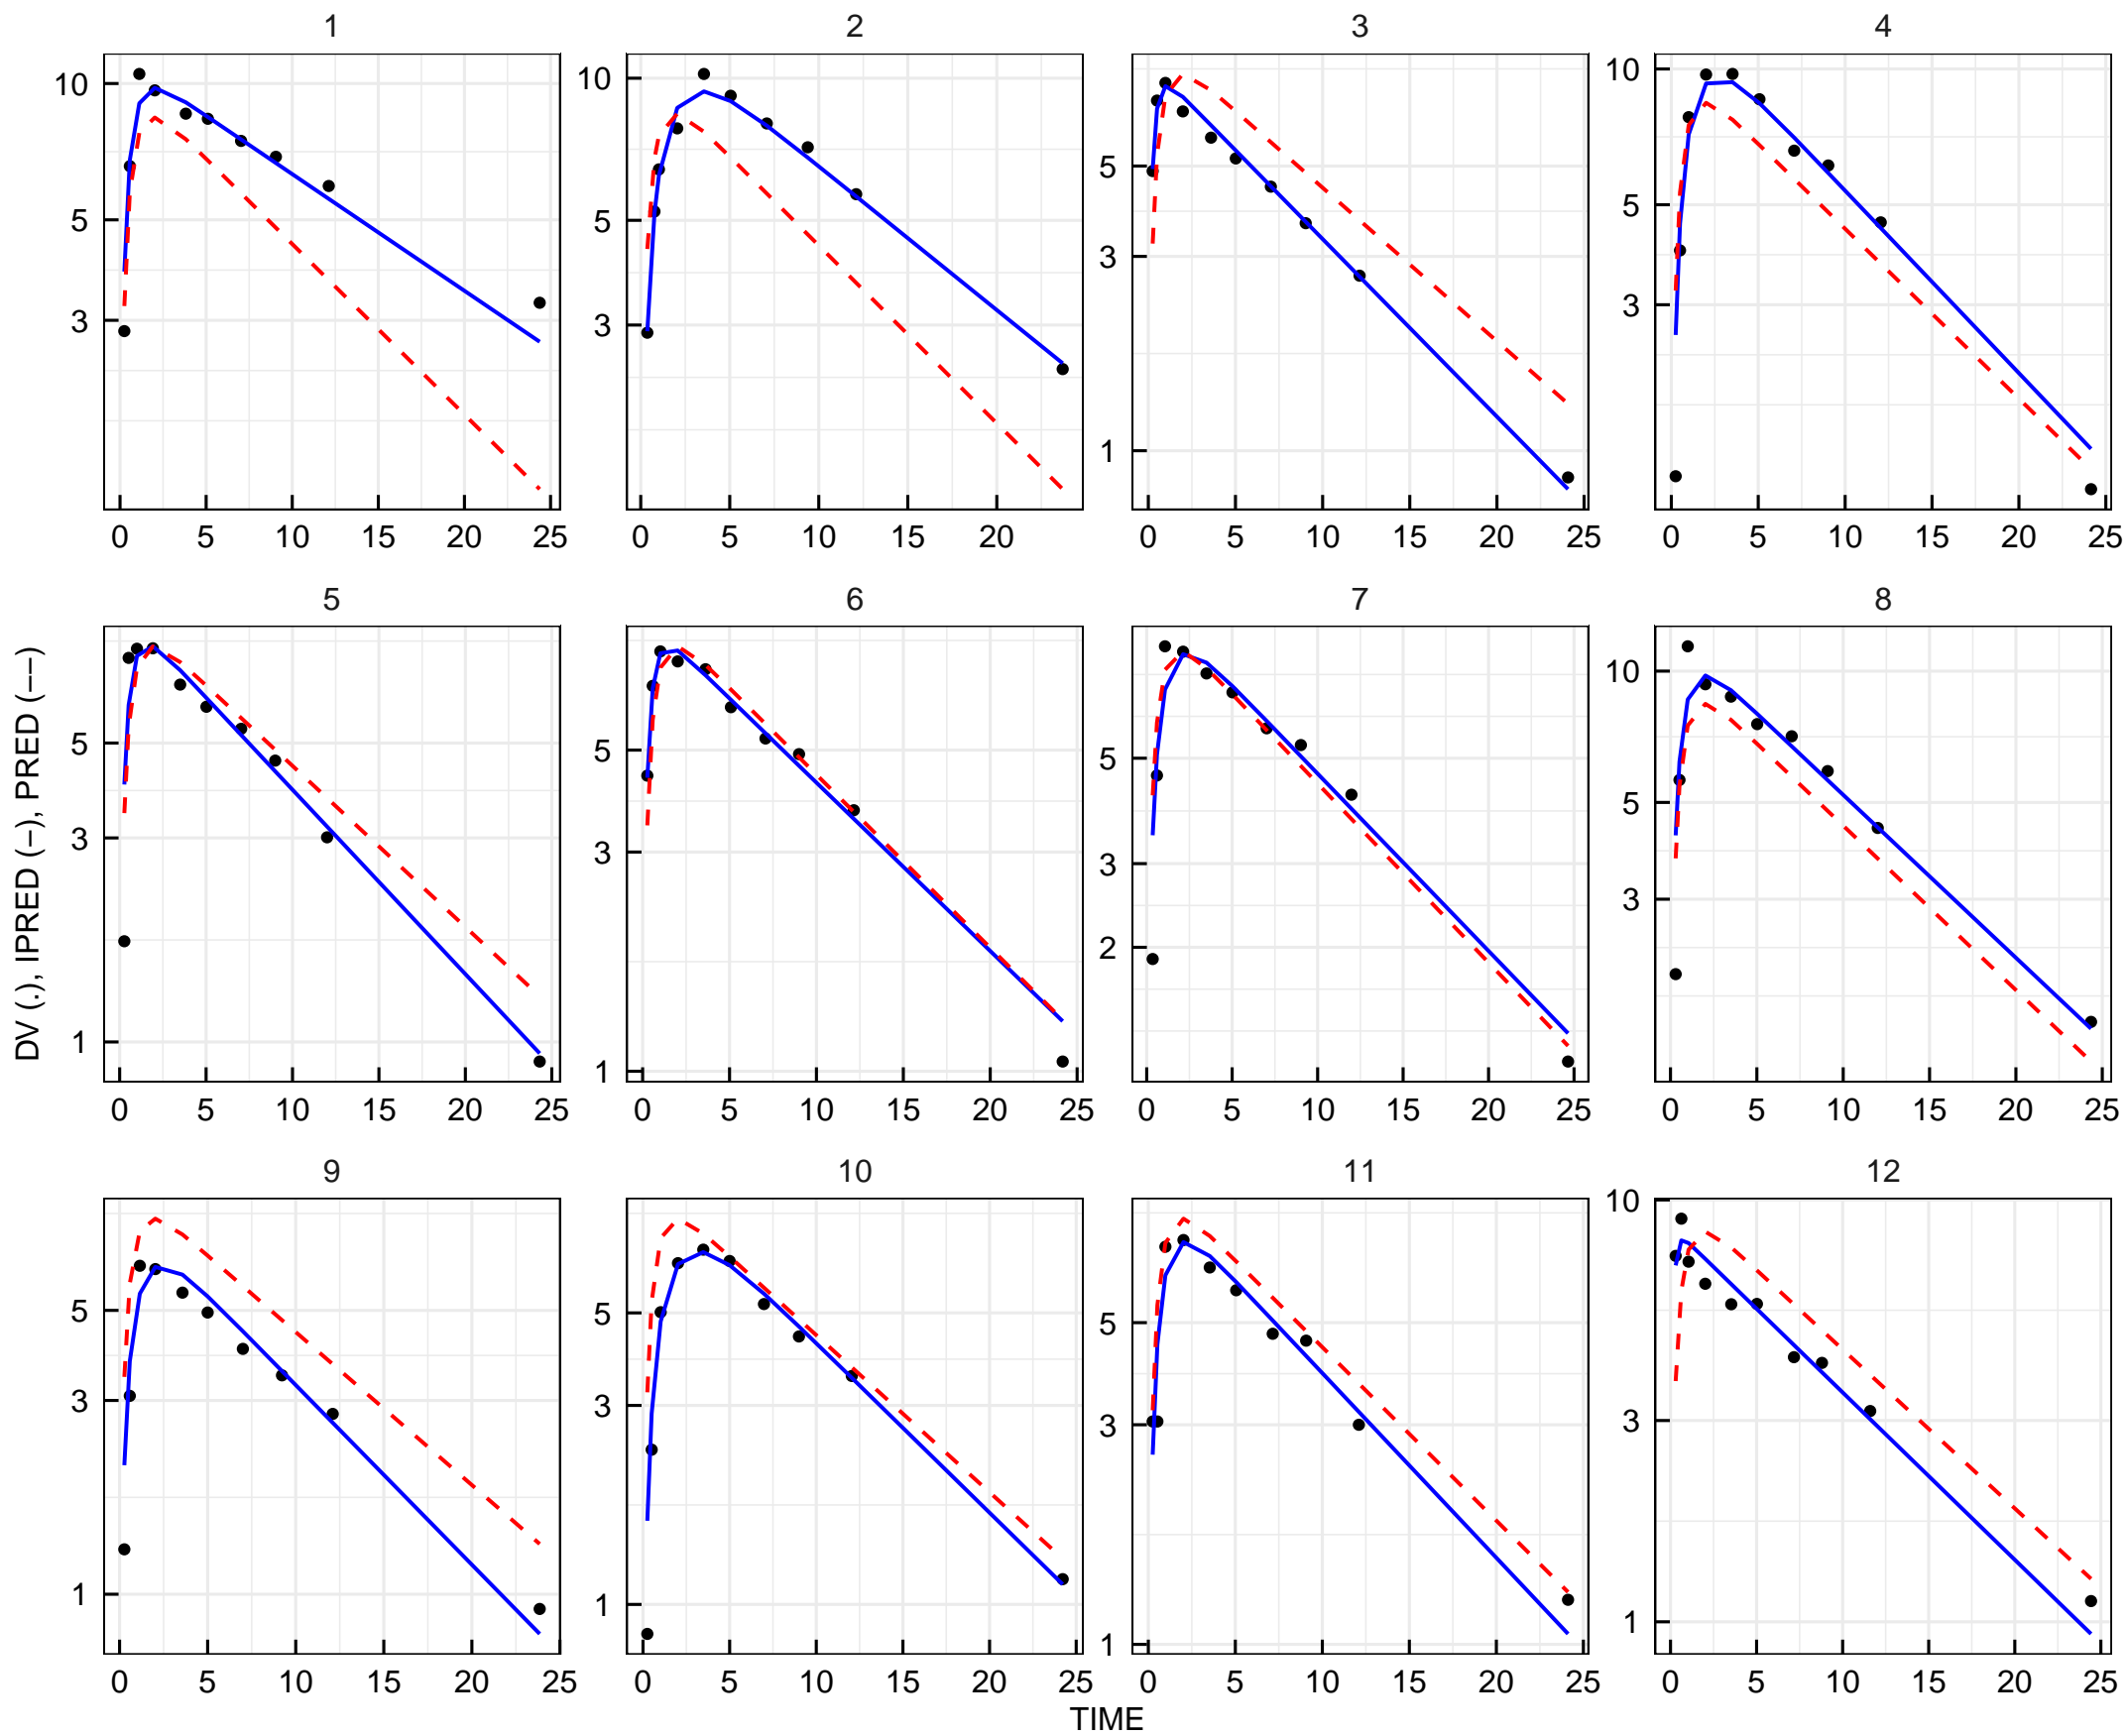 1 2 3 4
10 10 5 3 1 10
5 5 5
3 3 3
0 5 10 15 20 25 0 5 10 15 20 0 5 10 15 20 25 0 5 10 15 20 25
5 6 7 8
5 3 1 5 3 1 5 3 2 10 5 3
0 5 10 15 20 25 0 5 10 15 20 25 0 5 10 15 20 25 0 5 10 15 20 25
9 10 11 12
5 3 1 5 3 1 5 3 1 10 3 1
0 5 10 15 20 25 0 5 10 15 20 25 0 5 10 15 20 25 0 5 10 15 20 25
DV (.), IPRED (−), PRED (−−)
TIME